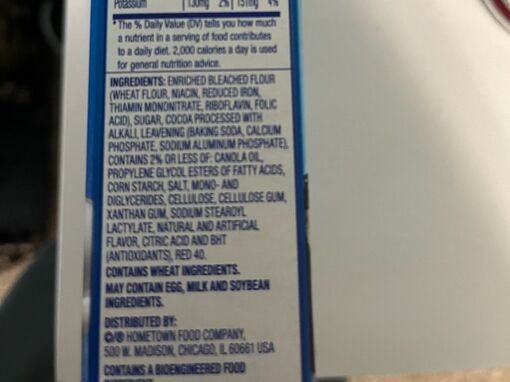 Potassium 130mg 2% 151mg 4%
*The % Daily Value (DV) tells you how much
a nutrient in a serving of food contributes
to a daily diet. 2,000 calories a day is used
for general nutrition advice.
INGREDIENTS: ENRICHED BLEACHED FLOUR
(WHEAT FLOUR, NIACIN, REDUCED IRON,
THIAMIN MONONITRATE, RIBOFLAVIN, FOLIC
ACID), SUGAR, COCOA PROCESSED WITH
ALKALI, LEAVENING (BAKING SODA, CALCIUM
PHOSPHATE, SODIUM ALUMINUM PHOSPHATE),
CONTAINS 2% OR LESS OF: CANOLA OIL,
PROPYLENE GLYCOL ESTERS OF FATTY ACIDS,
CORN STARCH, SALT, MONO- AND
DIGLYCERIDES, CELLULOSE, CELLULOSE GUM,
XANTHAN GUM, SODIUM STEAROYL
LACTYLATE, NATURAL AND ARTIFICIAL
FLAVOR, CITRIC ACID AND BHT
(ANTIOXIDANTS), RED 40.
CONTAINS WHEAT INGREDIENTS.
MAY CONTAIN EGG, MILK AND SOYBEAN
INGREDIENTS.
DISTRIBUTED BY:
©/® HOMETOWN FOOD COMPANY,
500 W. MADISON, CHICAGO, IL 60661 USA
CONTAINS A BIOENGINEERED FOOD